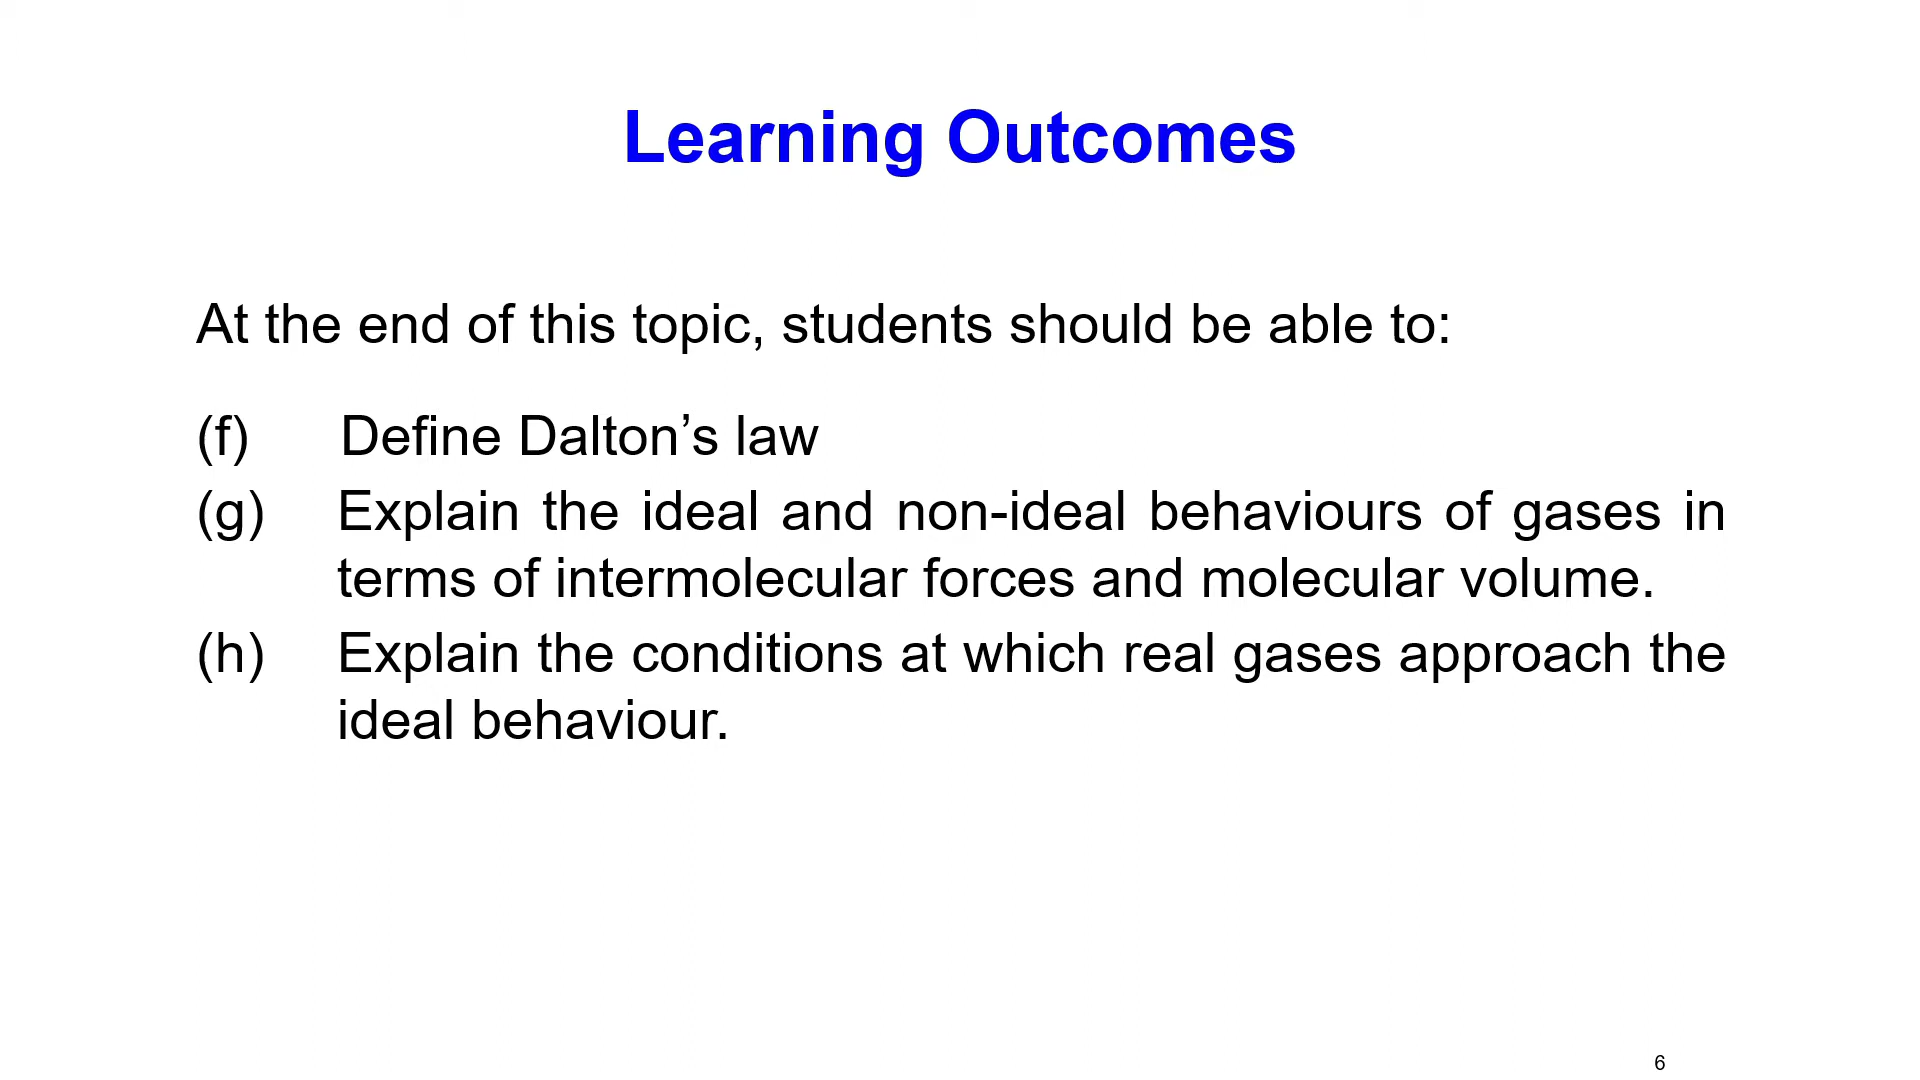 Learning Outcomes
At the end of this topic, students should be able to:
(f) Define Dalton’s law
(g) Explain the ideal and non-ideal behaviours of gases in
terms of intermolecular forces and molecular volume.
(h) Explain the conditions at which real gases approach the
ideal behaviour.
6